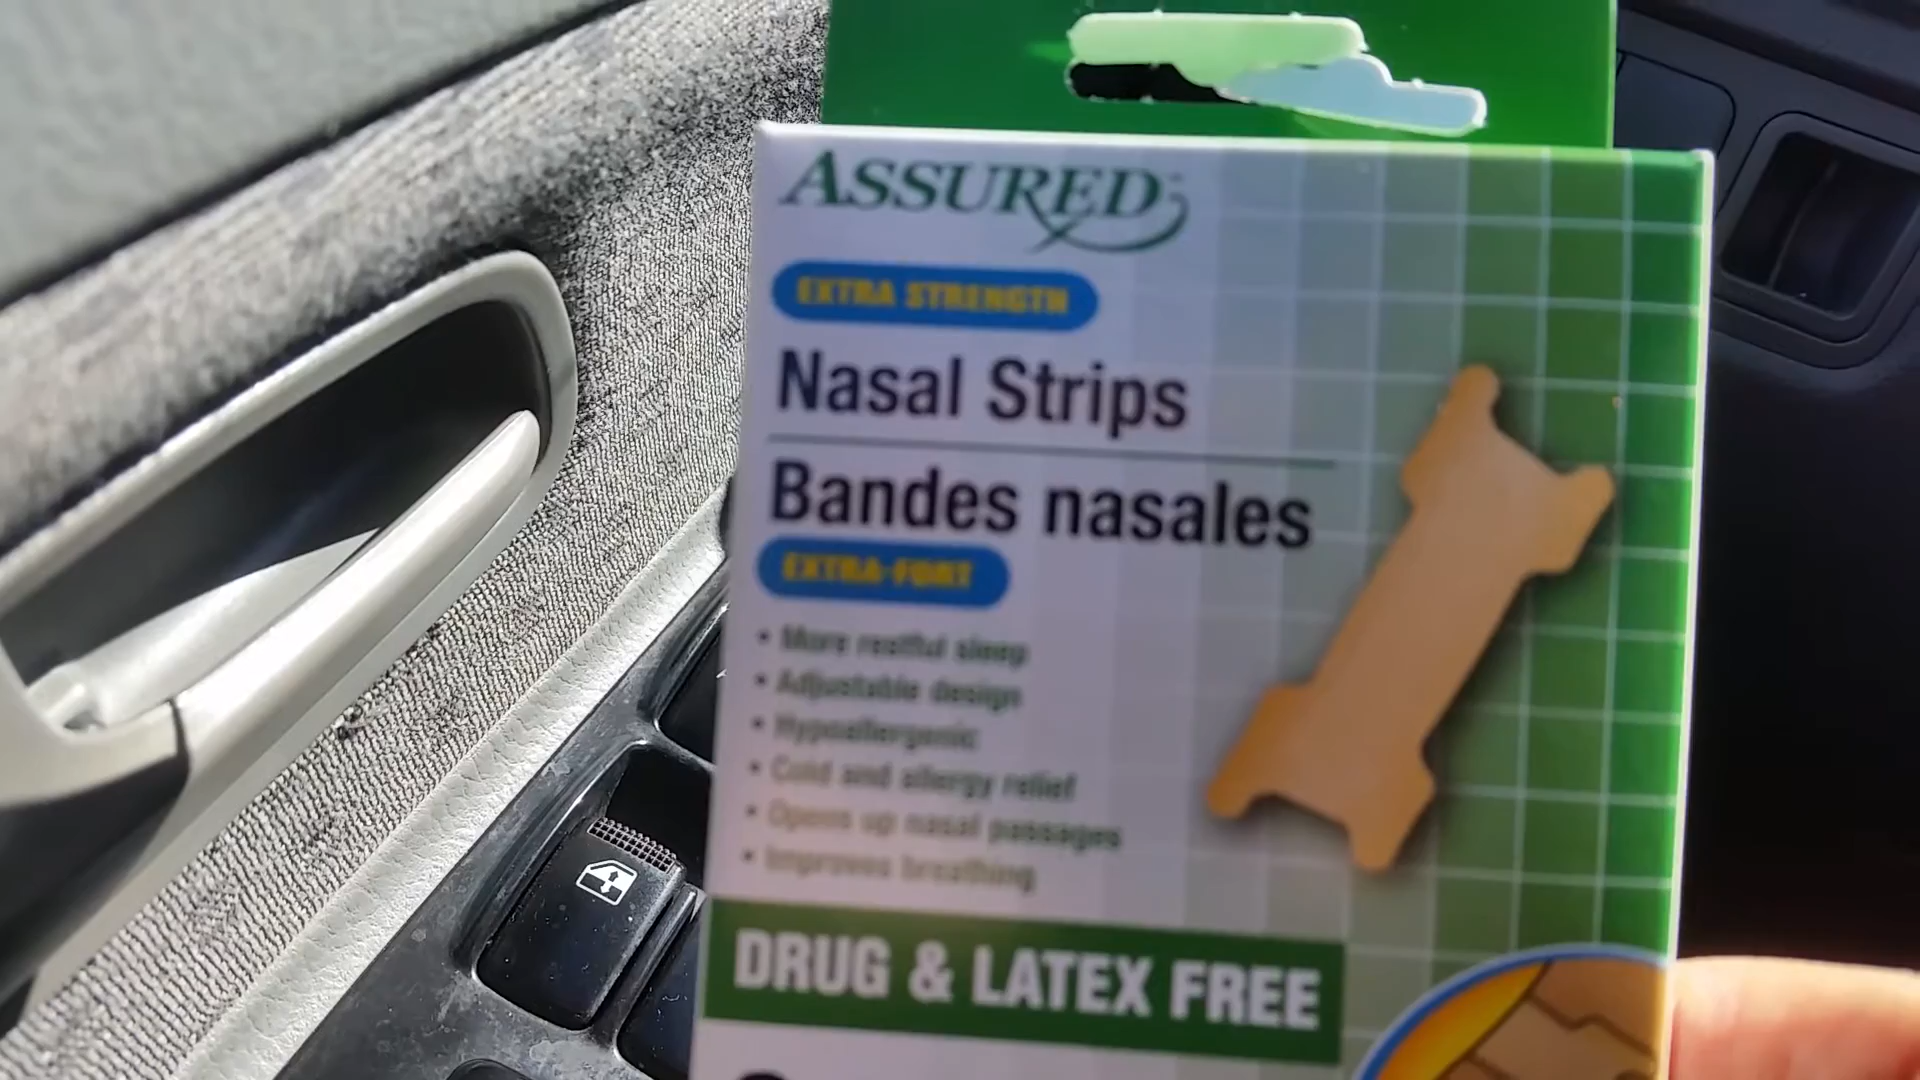 ASSURED
EXTRA STRENGTH
Nasal Strips
Bandes nasales
EXTRA-FORT
• More restful sleep
• Adjustable design
• Hypoallergenic
• Cold and allergy relief
• Opens up nasal passages
• Improves breathing
DRUG & LATEX FREE